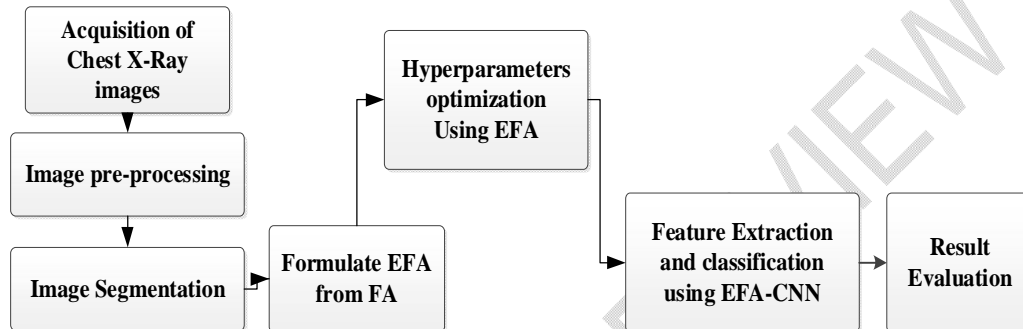 Acquisition of
Chest X-Ray
images
Image pre-processing
Image Segmentation
Formulate EFA
from FA
Hyperparameters
optimization
Using EFA
Feature Extraction
and classification
using EFA-CNN
Result
Evaluation
VIEW